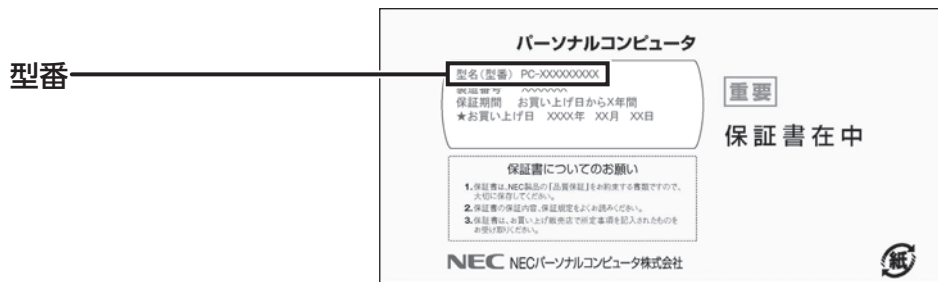 型番
パーソナルコンピュータ
型名(型番) PC-XXXXXXXXX
製造番号 XXXXXXX
保証期間 お買い上げ日からX年間
★お買い上げ日 XXXX年 XX月 XX日
重要
保証書在中
保証書についてのお願い
1.保証書は、NEC製品の「品質保証」をお約束する書類ですので、
大切に保存してください。
2.保証書の保証内容、保証規定をよくお読みください。
3.保証書は、お買い上げ販売店で所定事項を記入されたものを
お受け取りください。
NEC NECパーソナルコンピュータ株式会社
紙